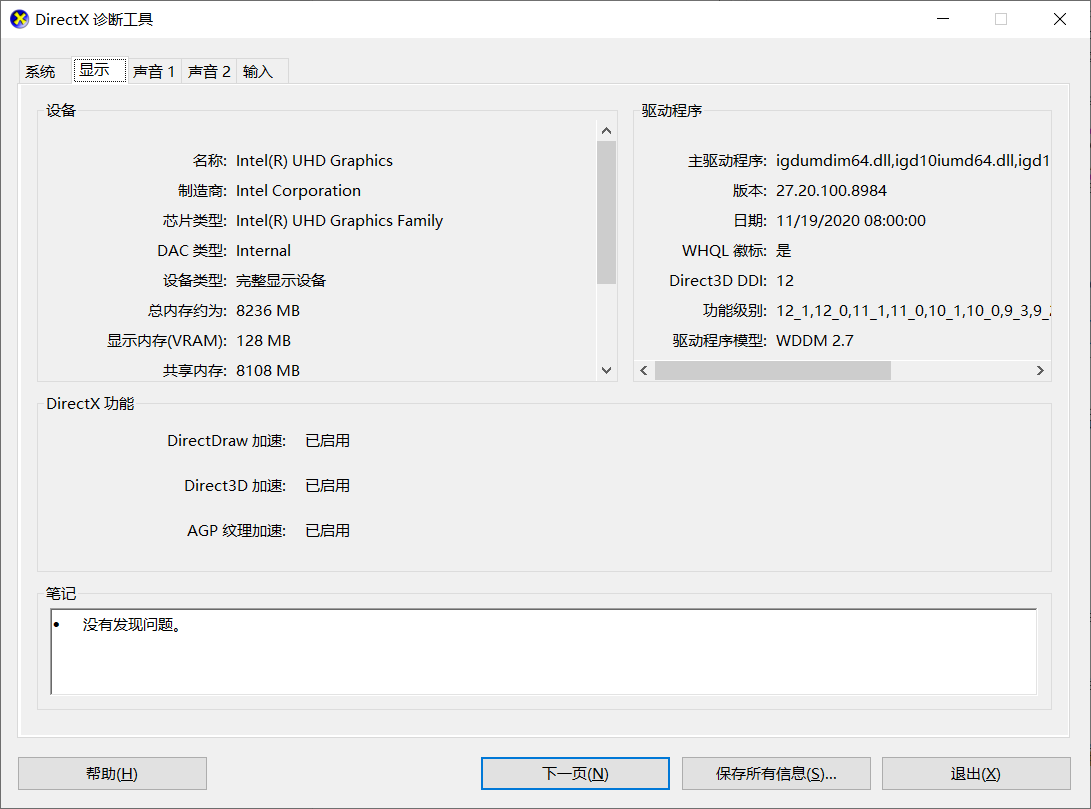 DirectX 诊断工具
系统 显示 声音 1 声音 2 输入
设备
名称: Intel(R) UHD Graphics
制造商: Intel Corporation
芯片类型: Intel(R) UHD Graphics Family
DAC 类型: Internal
设备类型: 完整显示设备
总内存约为: 8236 MB
显示内存(VRAM): 128 MB
共享内存: 8108 MB
驱动程序
主驱动程序: igdumdim64.dll,igd10iumd64.dll,igd1
版本: 27.20.100.8984
日期: 11/19/2020 08:00:00
WHQL 徽标: 是
Direct3D DDI: 12
功能级别: 12_1,12_0,11_1,11_0,10_1,10_0,9_3,9_
驱动程序模型: WDDM 2.7
DirectX 功能
DirectDraw 加速: 已启用
Direct3D 加速: 已启用
AGP 纹理加速: 已启用
笔记
• 没有发现问题。
帮助(H) 下一页(N) 保存所有信息(S)... 退出(X)